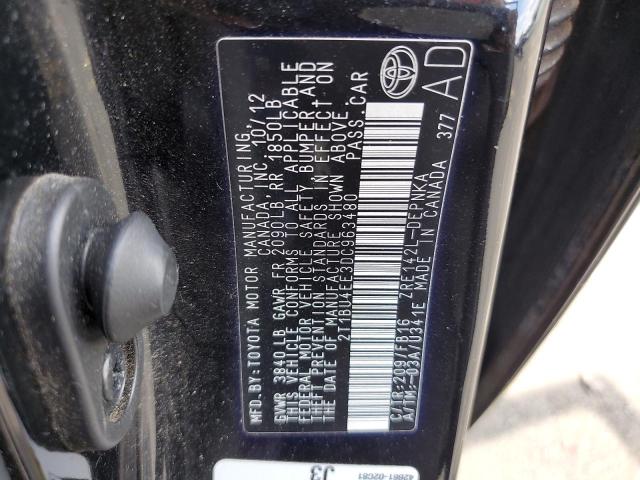 MFD.BY:TOYOTA MOTOR MANUFACTURING
CANADA, INC. 10/12
GVWR 3840LB GAWR FR 2090LB RR 1850LB
THIS VEHICLE CONFORMS TO ALL APPLICABLE
FEDERAL MOTOR VEHICLE SAFETY, BUMPER, AND
THEFT PREVENTION STANDARDS IN EFFECT ON
THE DATE OF MANUFACTURE SHOWN ABOVE.
2T1BU4EE3DC963480 PASS.CAR
C/TR:209/FB16 ZRE142L-DEPNKA
A/TM:-03A/U341E MADE IN CANADA 377
AD
42661-02C81
J3